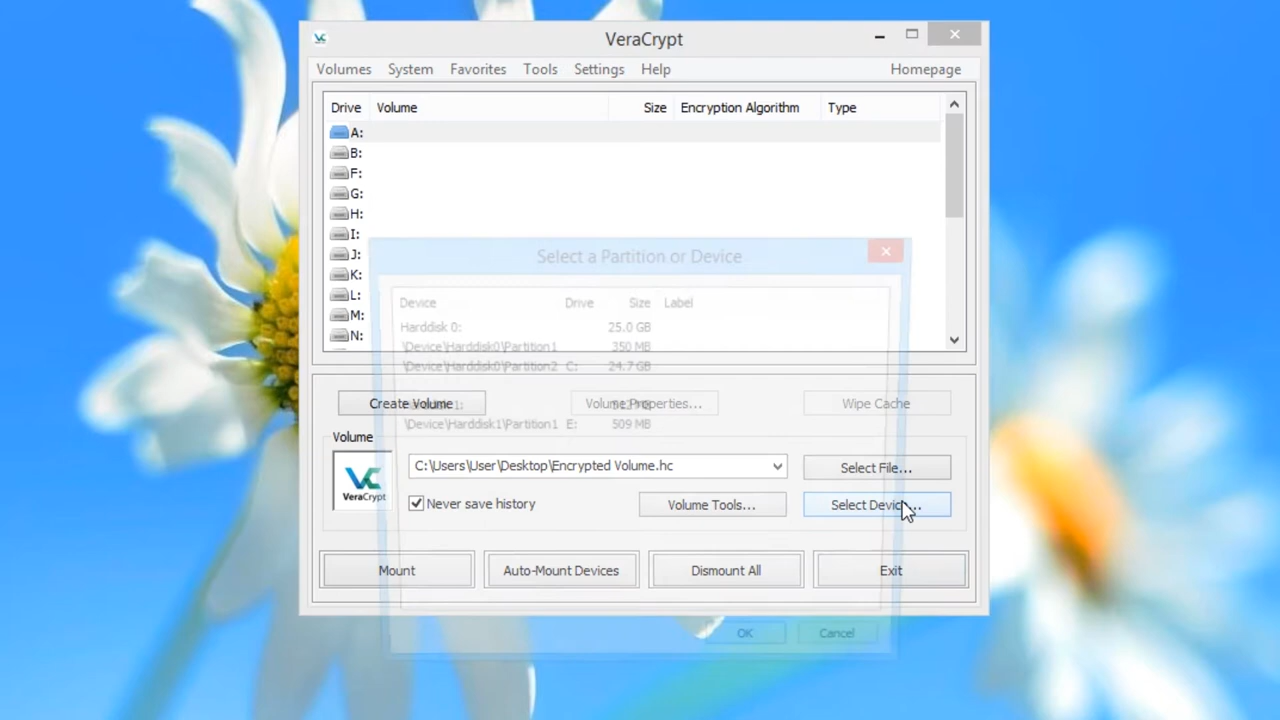 VeraCrypt
Volumes System Favorites Tools Settings Help Homepage
Drive Volume Size Encryption Algorithm Type
A:
B:
F:
G:
H:
I:
J:
K:
L:
M:
N:
Select a Partition or Device
Device Drive Size Label
Harddisk 0: 25.0 GB
\Device\Harddisk0\Partition1 350 MB
\Device\Harddisk0\Partition2 C: 24.7 GB
\Device\Harddisk1\Partition1 E: 509 MB
Create Volume Volume Properties... Wipe Cache
Volume
VeraCrypt
C:\Users\User\Desktop\Encrypted Volume.hc Select File...
Never save history Volume Tools... Select Device...
Mount Auto-Mount Devices Dismount All Exit
OK Cancel